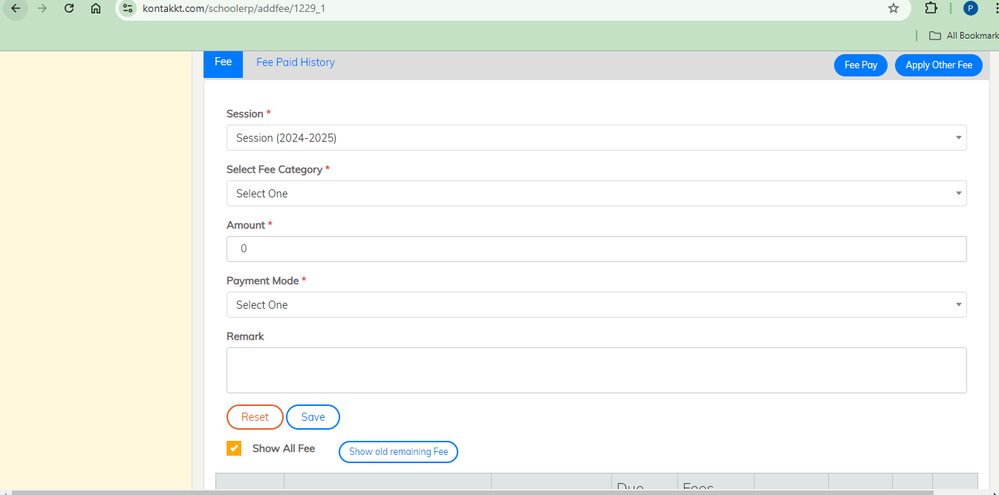 kontakkt.com/schoolerp/addfee/1229_1
P
All Bookmark
Fee
Fee Paid History
Fee Pay
Apply Other Fee
Session *
Session (2024-2025)
Select Fee Category *
Select One
Amount *
0
Payment Mode *
Select One
Remark
Reset
Save
Show All Fee
Show old remaining Fee
Due
Fees